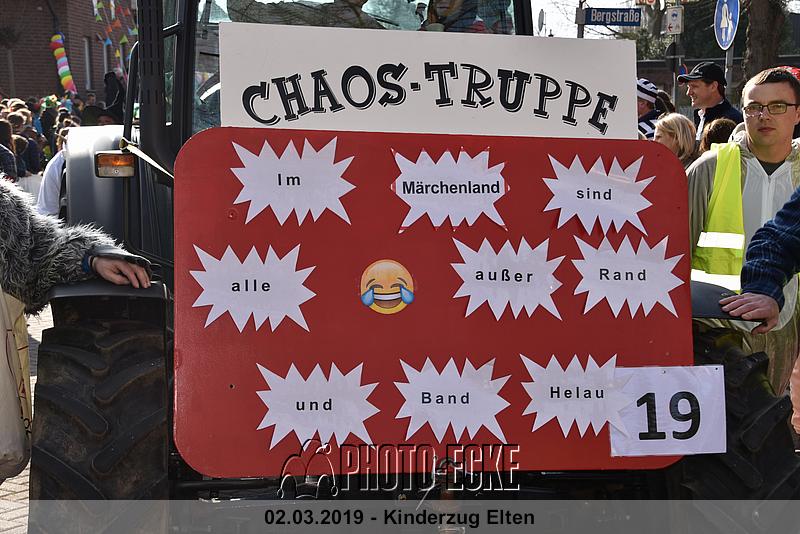 Bergstraße
CHAOS-TRUPPE
Im Märchenland sind
alle außer Rand
und Band Helau
19
PHOTO-ECKE
02.03.2019 - Kinderzug Elten